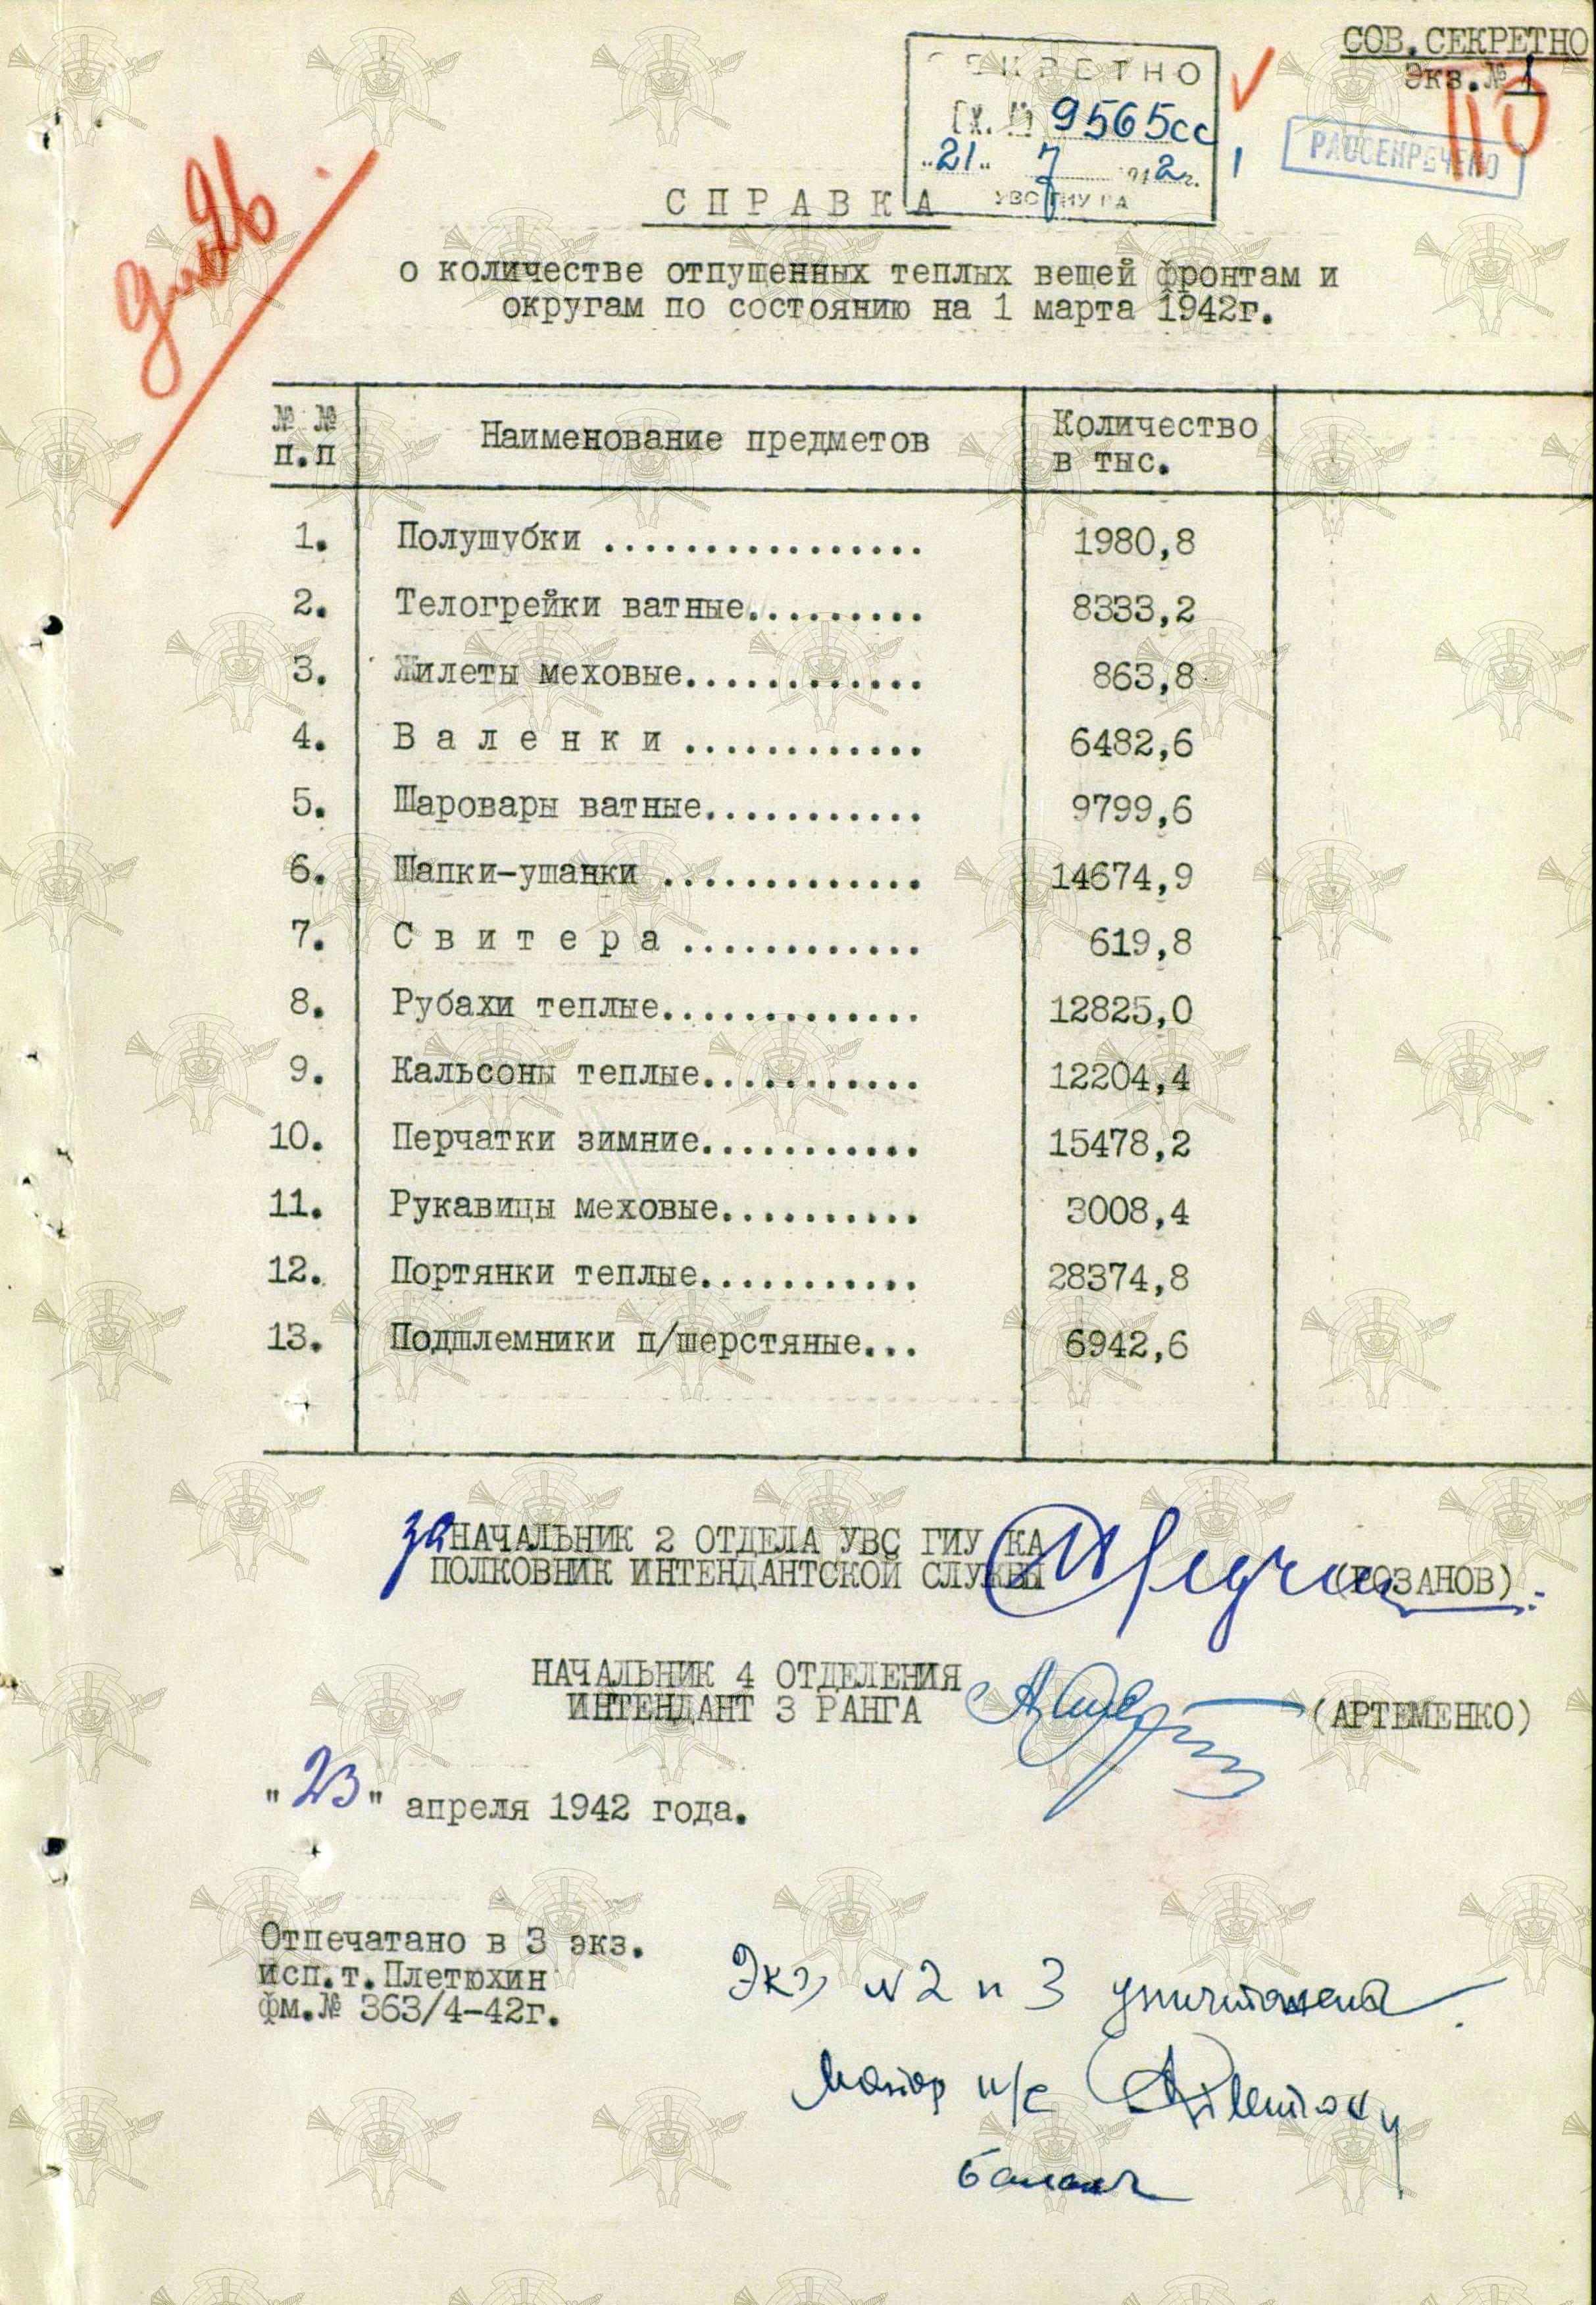 СОВ.СЕКРЕТНО
Экз.№ 1
СЕКРЕТНО
9565сс
"21" 7 1942г.
РАССЕКРЕЧЕНО
СПРАВКА
о количестве отпущенных теплых вещей фронтам и
округам по состоянию на 1 марта 1942г.
№ № п.п Наименование предметов Количество в тыс.
1. Полушубки ................ 1980,8
2. Телогрейки ватные......... 8333,2
3. Жилеты меховые............ 863,8
4. Валенки ............ 6482,6
5. Шаровары ватные........... 9799,6
6. Шапки-ушанки ............. 14674,9
7. Свитера ............ 619,8
8. Рубахи теплые............. 12825,0
9. Кальсоны теплые........... 12204,4
10. Перчатки зимние........... 15478,2
11. Рукавицы меховые.......... 3008,4
12. Портянки теплые........... 28374,8
13. Подшлемники п/шерстяные... 6942,6
за НАЧАЛЬНИК 2 ОТДЕЛА УВС ГИУ КА
ПОЛКОВНИК ИНТЕНДАНТСКОЙ СЛУЖБЫ
НАЧАЛЬНИК 4 ОТДЕЛЕНИЯ
ИНТЕНДАНТ 3 РАНГА (АРТЕМЕНКО)
"23" апреля 1942 года.
Отпечатано в 3 экз.
исп.т.Плетюхин
фм.№ 363/4-42г.
Экз № 2 и 3 уничтожены
Майор и/с